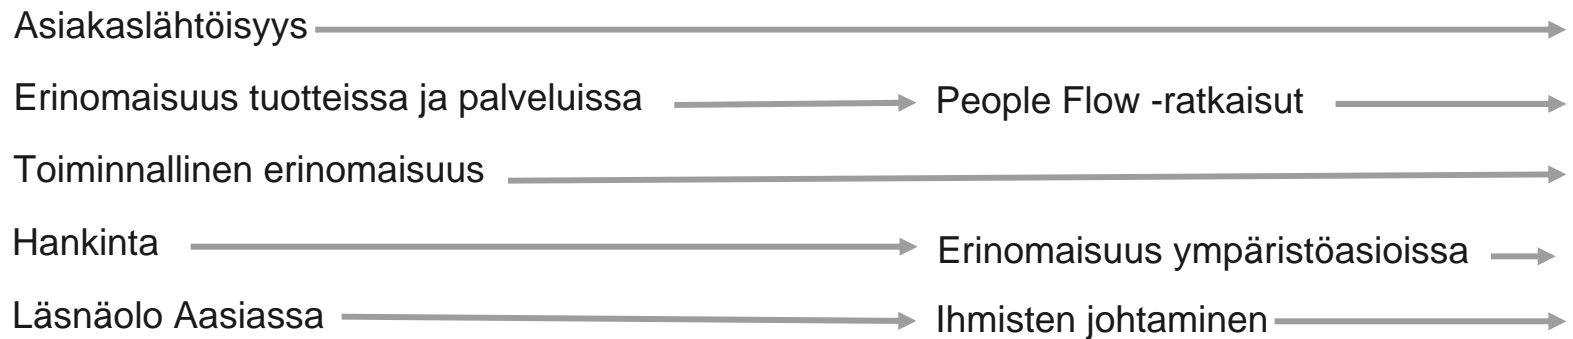 Asiakaslähtöisyys
Erinomaisuus tuotteissa ja palveluissa People Flow -ratkaisut
Toiminnallinen erinomaisuus
Hankinta Erinomaisuus ympäristöasioissa
Läsnäolo Aasiassa Ihmisten johtaminen